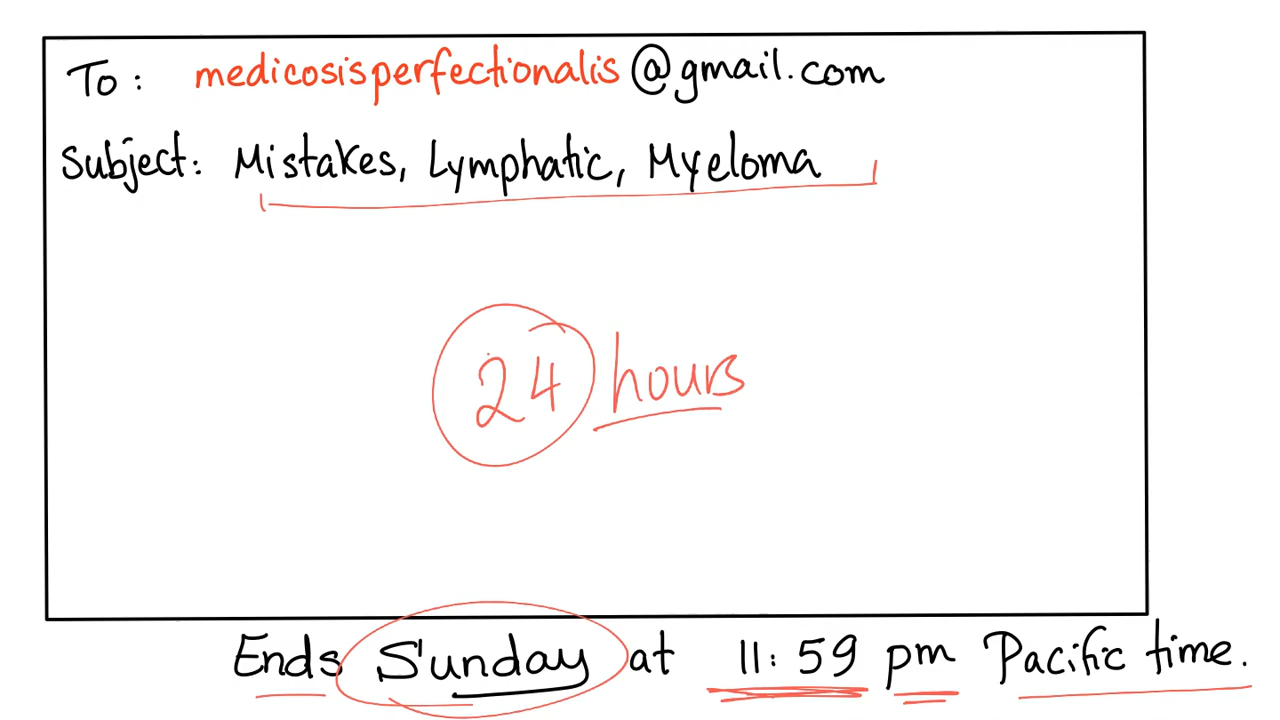 To: medicosisperfectionalis@gmail.com
Subject: Mistakes, Lymphatic, Myeloma
24 hours
Ends Sunday at 11:59 pm Pacific time.